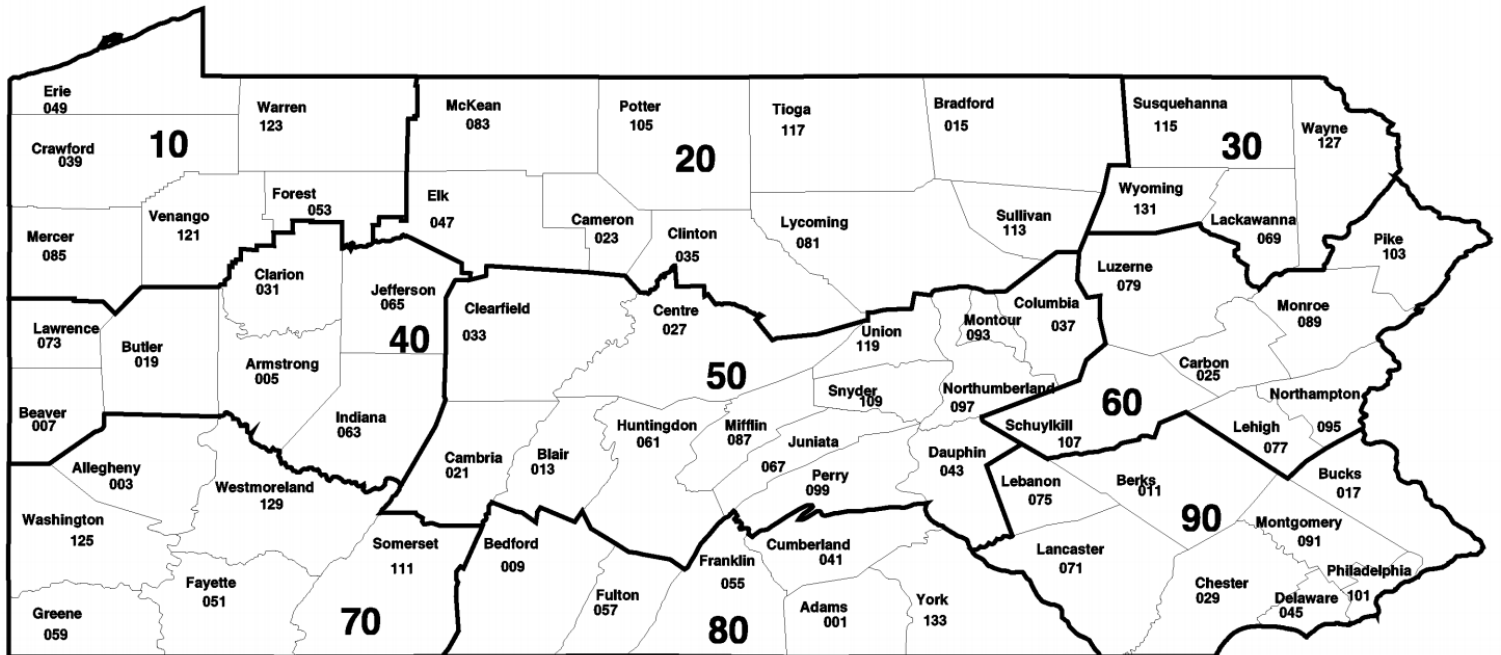 Erie
049
Crawford
039
10
Warren
123
Mercer
085
Venango
121
Forest
053
McKean
083
Potter
105
20
Tioga
117
Bradford
015
Elk
047
Cameron
023
Clinton
035
Lycoming
081
Sullivan
113
Susquehanna
115
30
Wayne
127
Wyoming
131
Lackawanna
069
Pike
103
Lawrence
073
Butler
019
Beaver
007
Clarion
031
Armstrong
005
Jefferson
065
40
Indiana
063
Clearfield
033
Centre
027
50
Union
119
Montour
093
Columbia
037
Snyder
109
Northumberland
097
Cambria
021
Blair
013
Huntingdon
061
Mifflin
087
Juniata
067
Perry
099
Dauphin
043
Luzerne
079
Monroe
089
Carbon
025
60
Schuylkill
107
Northampton
095
Lehigh
077
Allegheny
003
Washington
125
Westmoreland
129
Greene
059
Fayette
051
Somerset
111
70
Bedford
009
Fulton
057
Franklin
055
80
Cumberland
041
Adams
001
York
133
Lebanon
075
Berks
011
90
Bucks
017
Montgomery
091
Lancaster
071
Chester
029
Delaware
045
Philadelphia
101